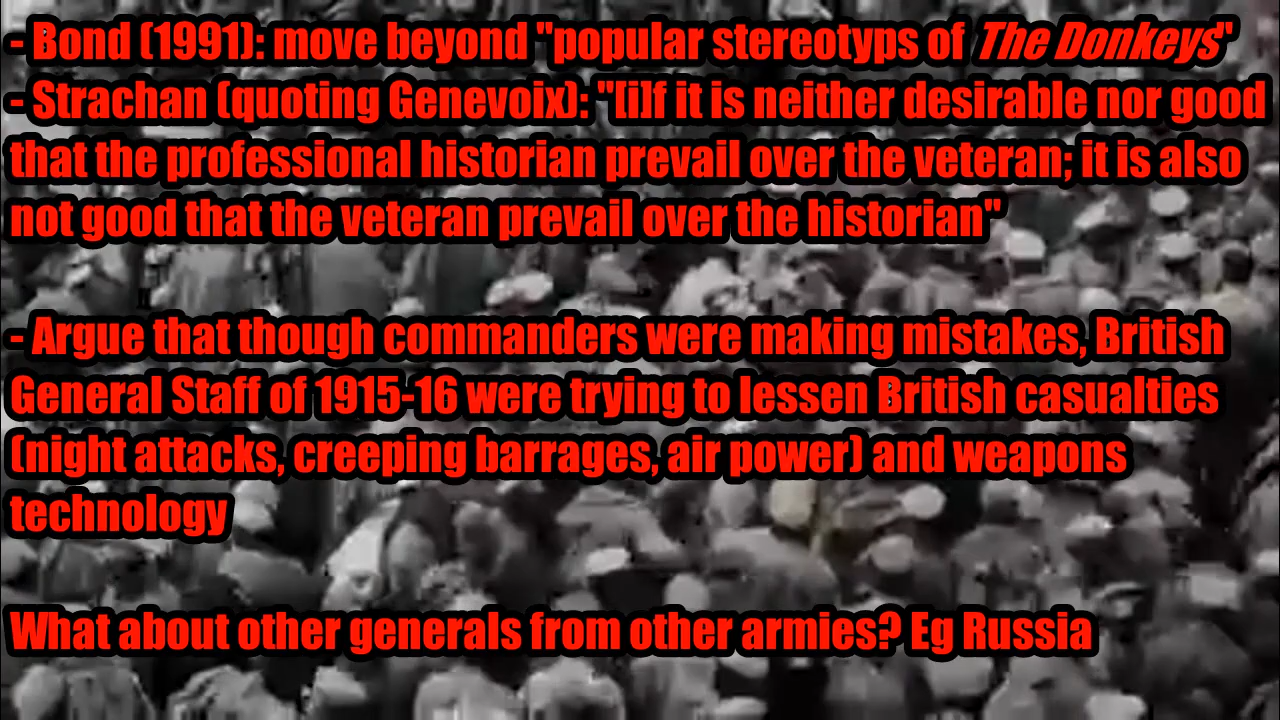 - Bond (1991): move beyond "popular stereotyps of The Donkeys"
- Strachan (quoting Genevoix): "[i]f it is neither desirable nor good
that the professional historian prevail over the veteran; it is also
not good that the veteran prevail over the historian"
- Argue that though commanders were making mistakes, British
General Staff of 1915-16 were trying to lessen British casualties
(night attacks, creeping barrages, air power) and weapons
technology
What about other generals from other armies? Eg Russia